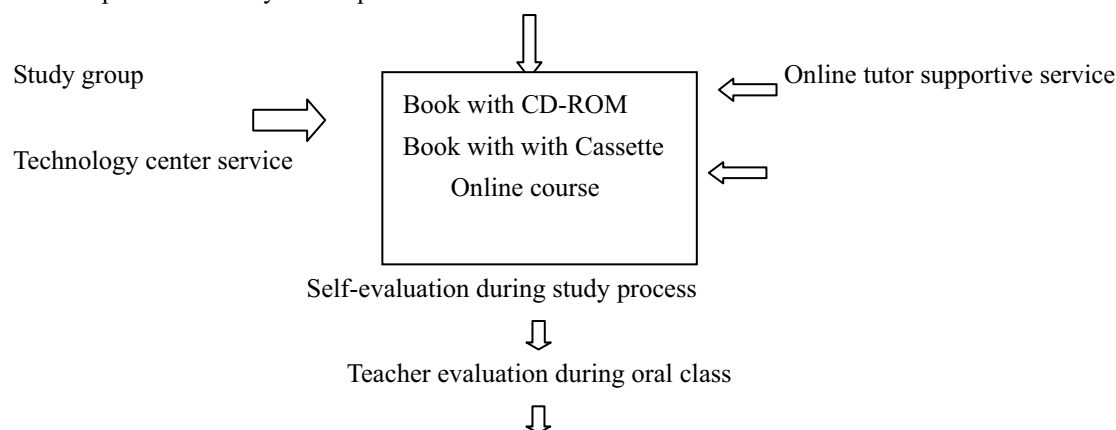 Study group
Online tutor supportive service
Book with CD-ROM
Book with with Cassette
Technology center service
Online course
Self-evaluation during study process
Teacher evaluation during oral class